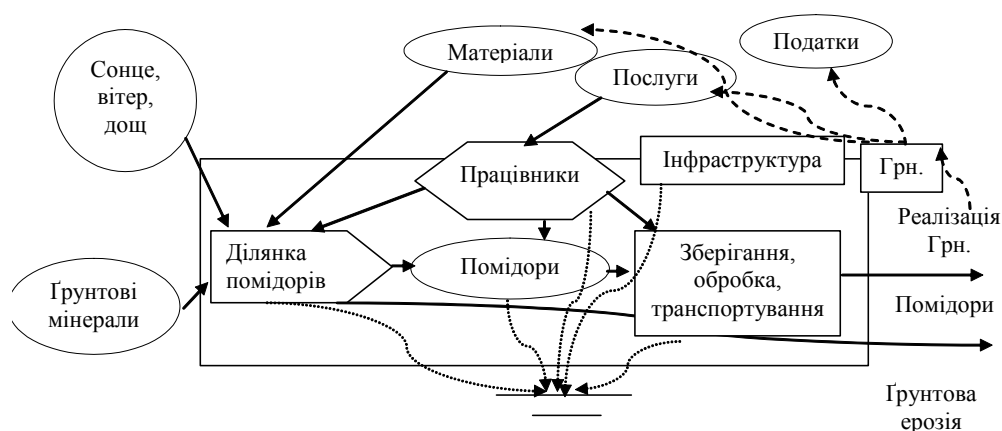 Сонце,
вітер,
дощ
Матеріали
Послуги
Податки
Працівники
Інфраструктура
Грн.
Реалізація
Грн.
Ділянка
помідорів
Помідори
Зберігання,
обробка,
транспортування
Ґрунтові
мінерали
Помідори
Ґрунтова
ерозія